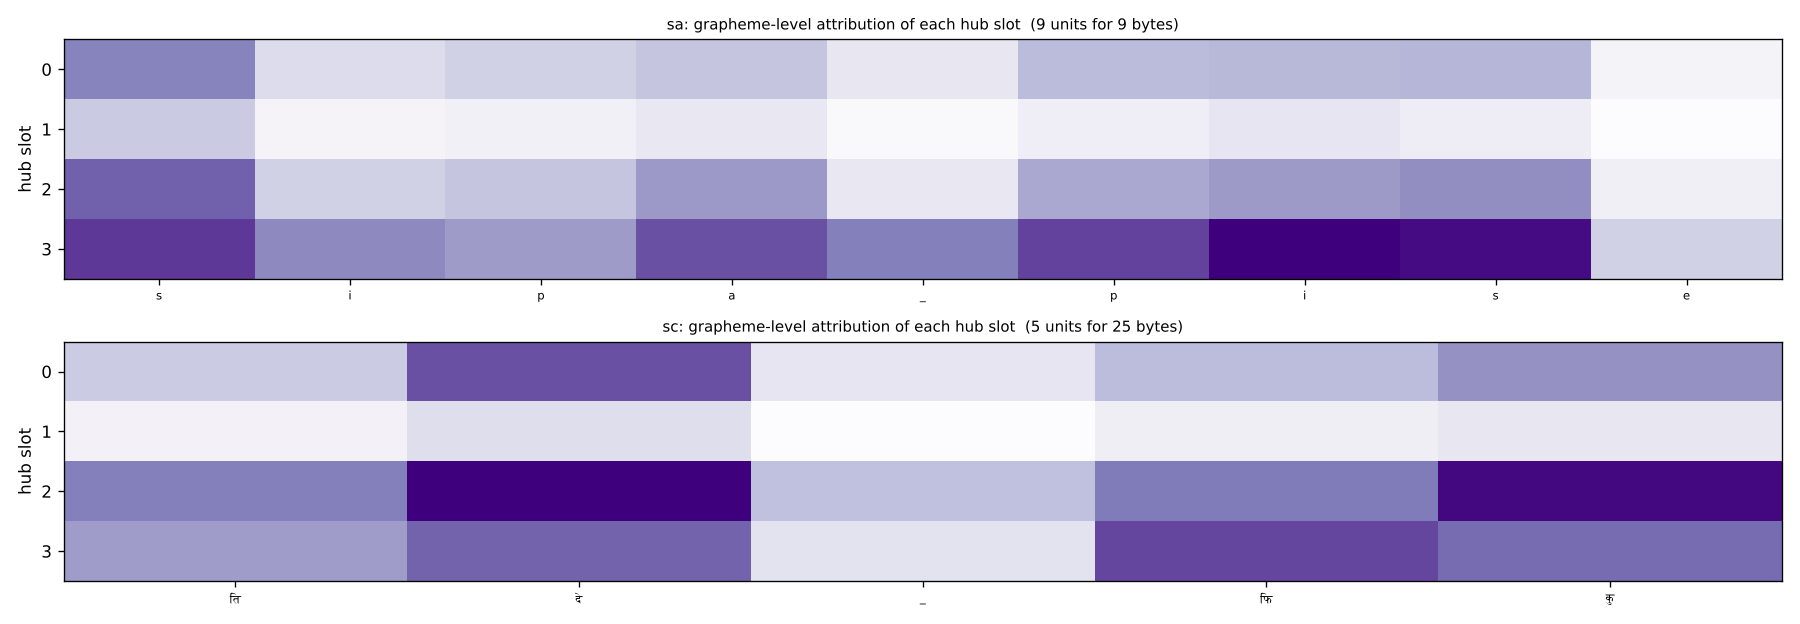 sa: grapheme-level attribution of each hub slot (9 units for 9 bytes)
hub slot
0
1
2
3
s i p a _ p i s e
sc: grapheme-level attribution of each hub slot (5 units for 25 bytes)
hub slot
0
1
2
3
ति दे _ फि कु